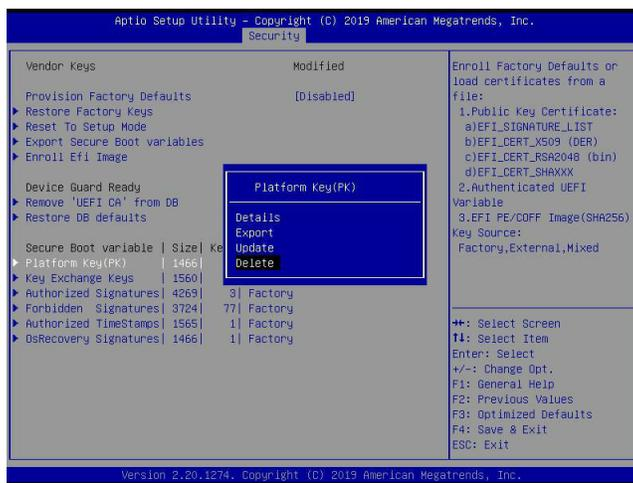 Aptio Setup Utility – Copyright (C) 2019 American Megatrends, Inc.
Security
Vendor Keys Modified
Provision Factory Defaults [Disabled]
Restore Factory Keys
Reset To Setup Mode
Export Secure Boot variables
Enroll Efi Image
Device Guard Ready
Remove 'UEFI CA' from DB
Restore DB defaults
Secure Boot variable | Size| Ke
Platform Key(PK) | 1466|
Key Exchange Keys | 1560|
Authorized Signatures| 4269| 3| Factory
Forbidden Signatures| 3724| 77| Factory
Authorized TimeStamps| 1565| 1| Factory
OsRecovery Signatures| 1466| 1| Factory
Platform Key(PK)
Details
Export
Update
Delete
Enroll Factory Defaults or
load certificates from a
file:
1.Public Key Certificate:
a)EFI_SIGNATURE_LIST
b)EFI_CERT_X509 (DER)
c)EFI_CERT_RSA2048 (bin)
d)EFI_CERT_SHAXXX
2.Authenticated UEFI
Variable
3.EFI PE/COFF Image(SHA256)
Key Source:
Factory,External,Mixed
→←: Select Screen
↑↓: Select Item
Enter: Select
+/-: Change Opt.
F1: General Help
F2: Previous Values
F3: Optimized Defaults
F4: Save & Exit
ESC: Exit
Version 2.20.1274. Copyright (C) 2019 American Megatrends, Inc.